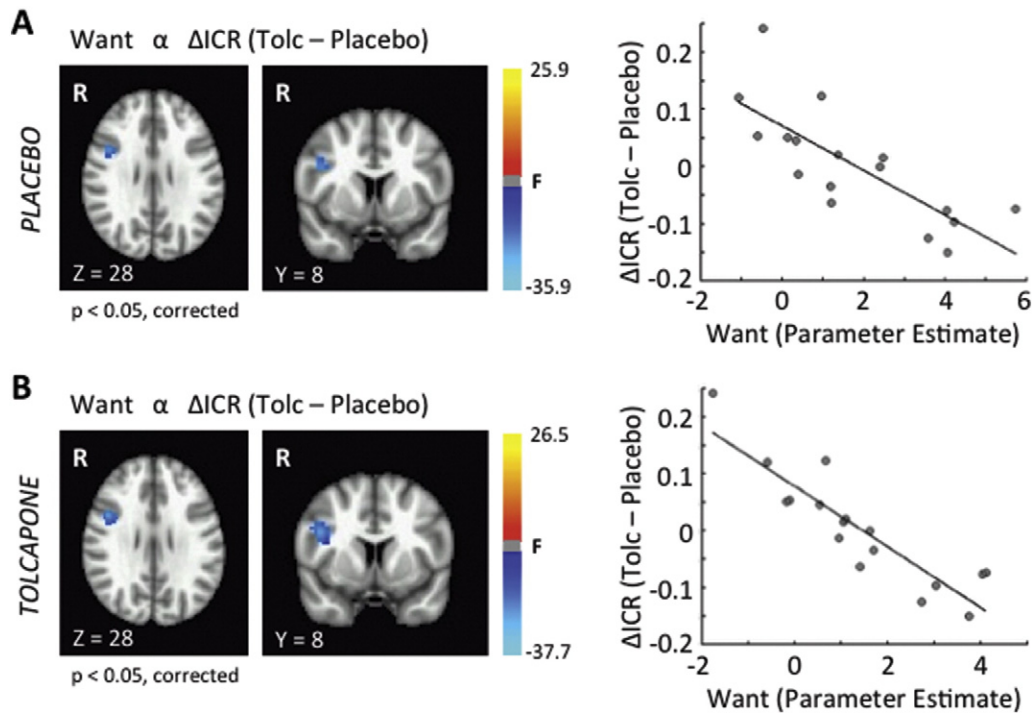 A
Want α ΔICR (Tolc – Placebo)
PLACEBO
R
Z = 28
R
Y = 8
25.9
F
-35.9
p < 0.05, corrected
ΔICR (Tolc – Placebo)
0.2
0.1
0
-0.1
-0.2
-2 0 2 4 6
Want (Parameter Estimate)
B
Want α ΔICR (Tolc – Placebo)
TOLCAPONE
R
Z = 28
R
Y = 8
26.5
F
-37.7
p < 0.05, corrected
ΔICR (Tolc – Placebo)
0.2
0.1
0
-0.1
-0.2
-2 0 2 4
Want (Parameter Estimate)